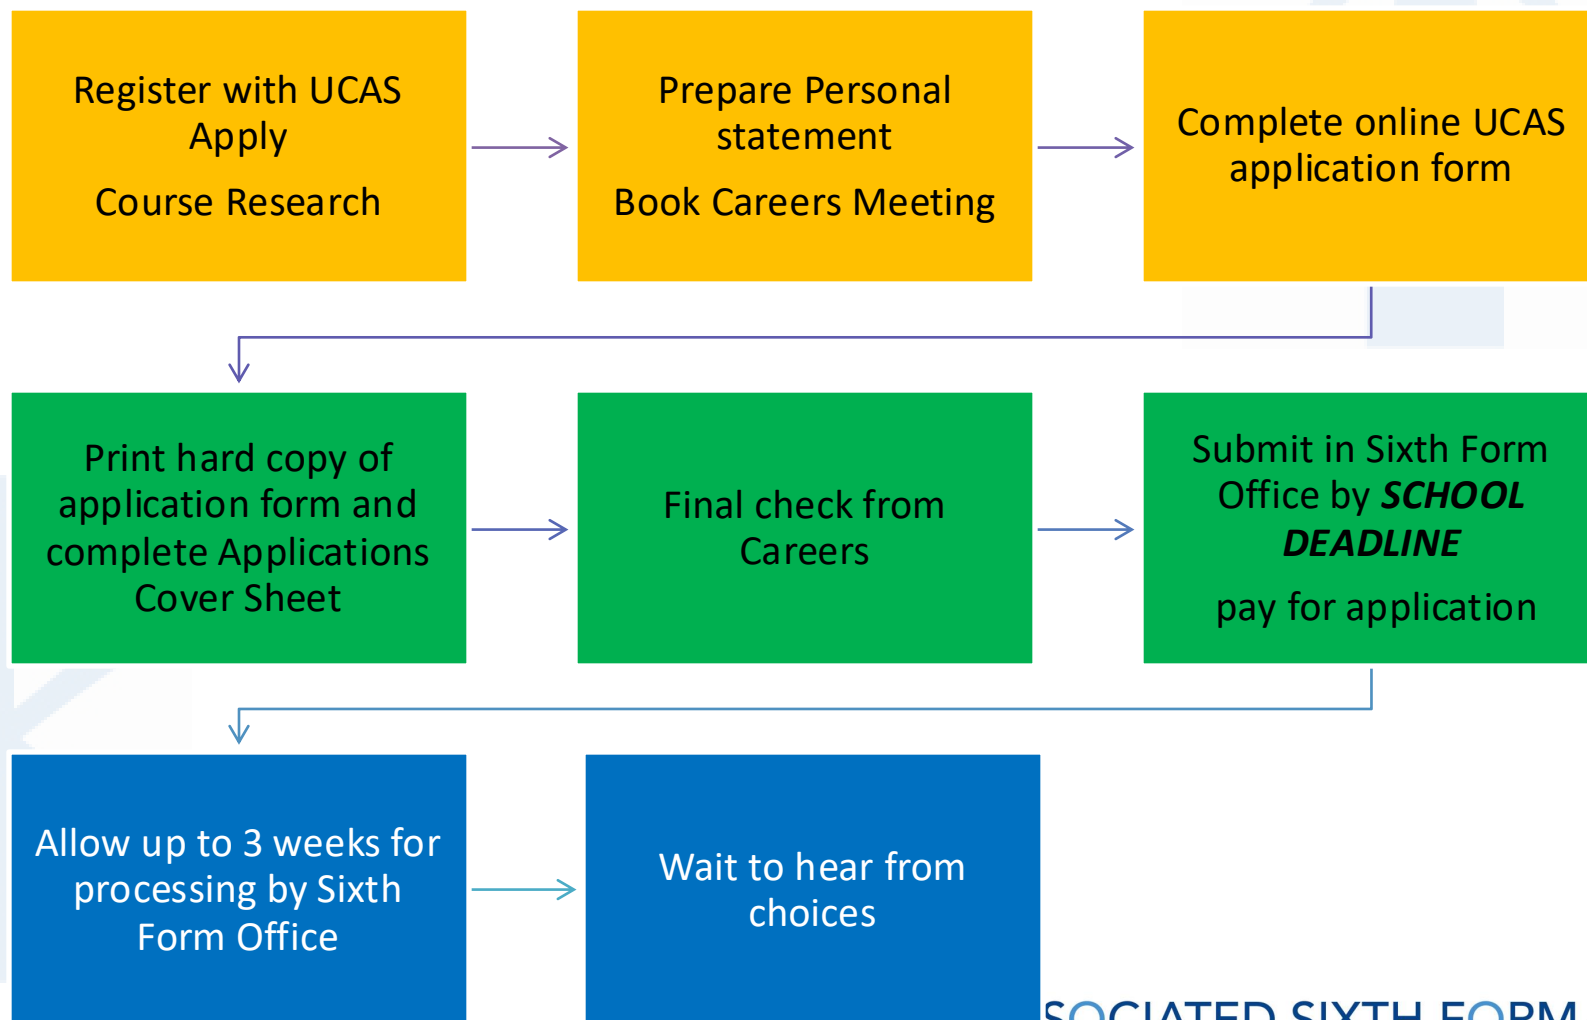 Register with UCAS
Apply
Course Research
Prepare Personal
statement
Book Careers Meeting
Complete online UCAS
application form
Print hard copy of
application form and
complete Applications
Cover Sheet
Final check from
Careers
Submit in Sixth Form
Office by SCHOOL
DEADLINE
pay for application
Allow up to 3 weeks for
processing by Sixth
Form Office
Wait to hear from
choices
SOCIATED SIXTH FORM